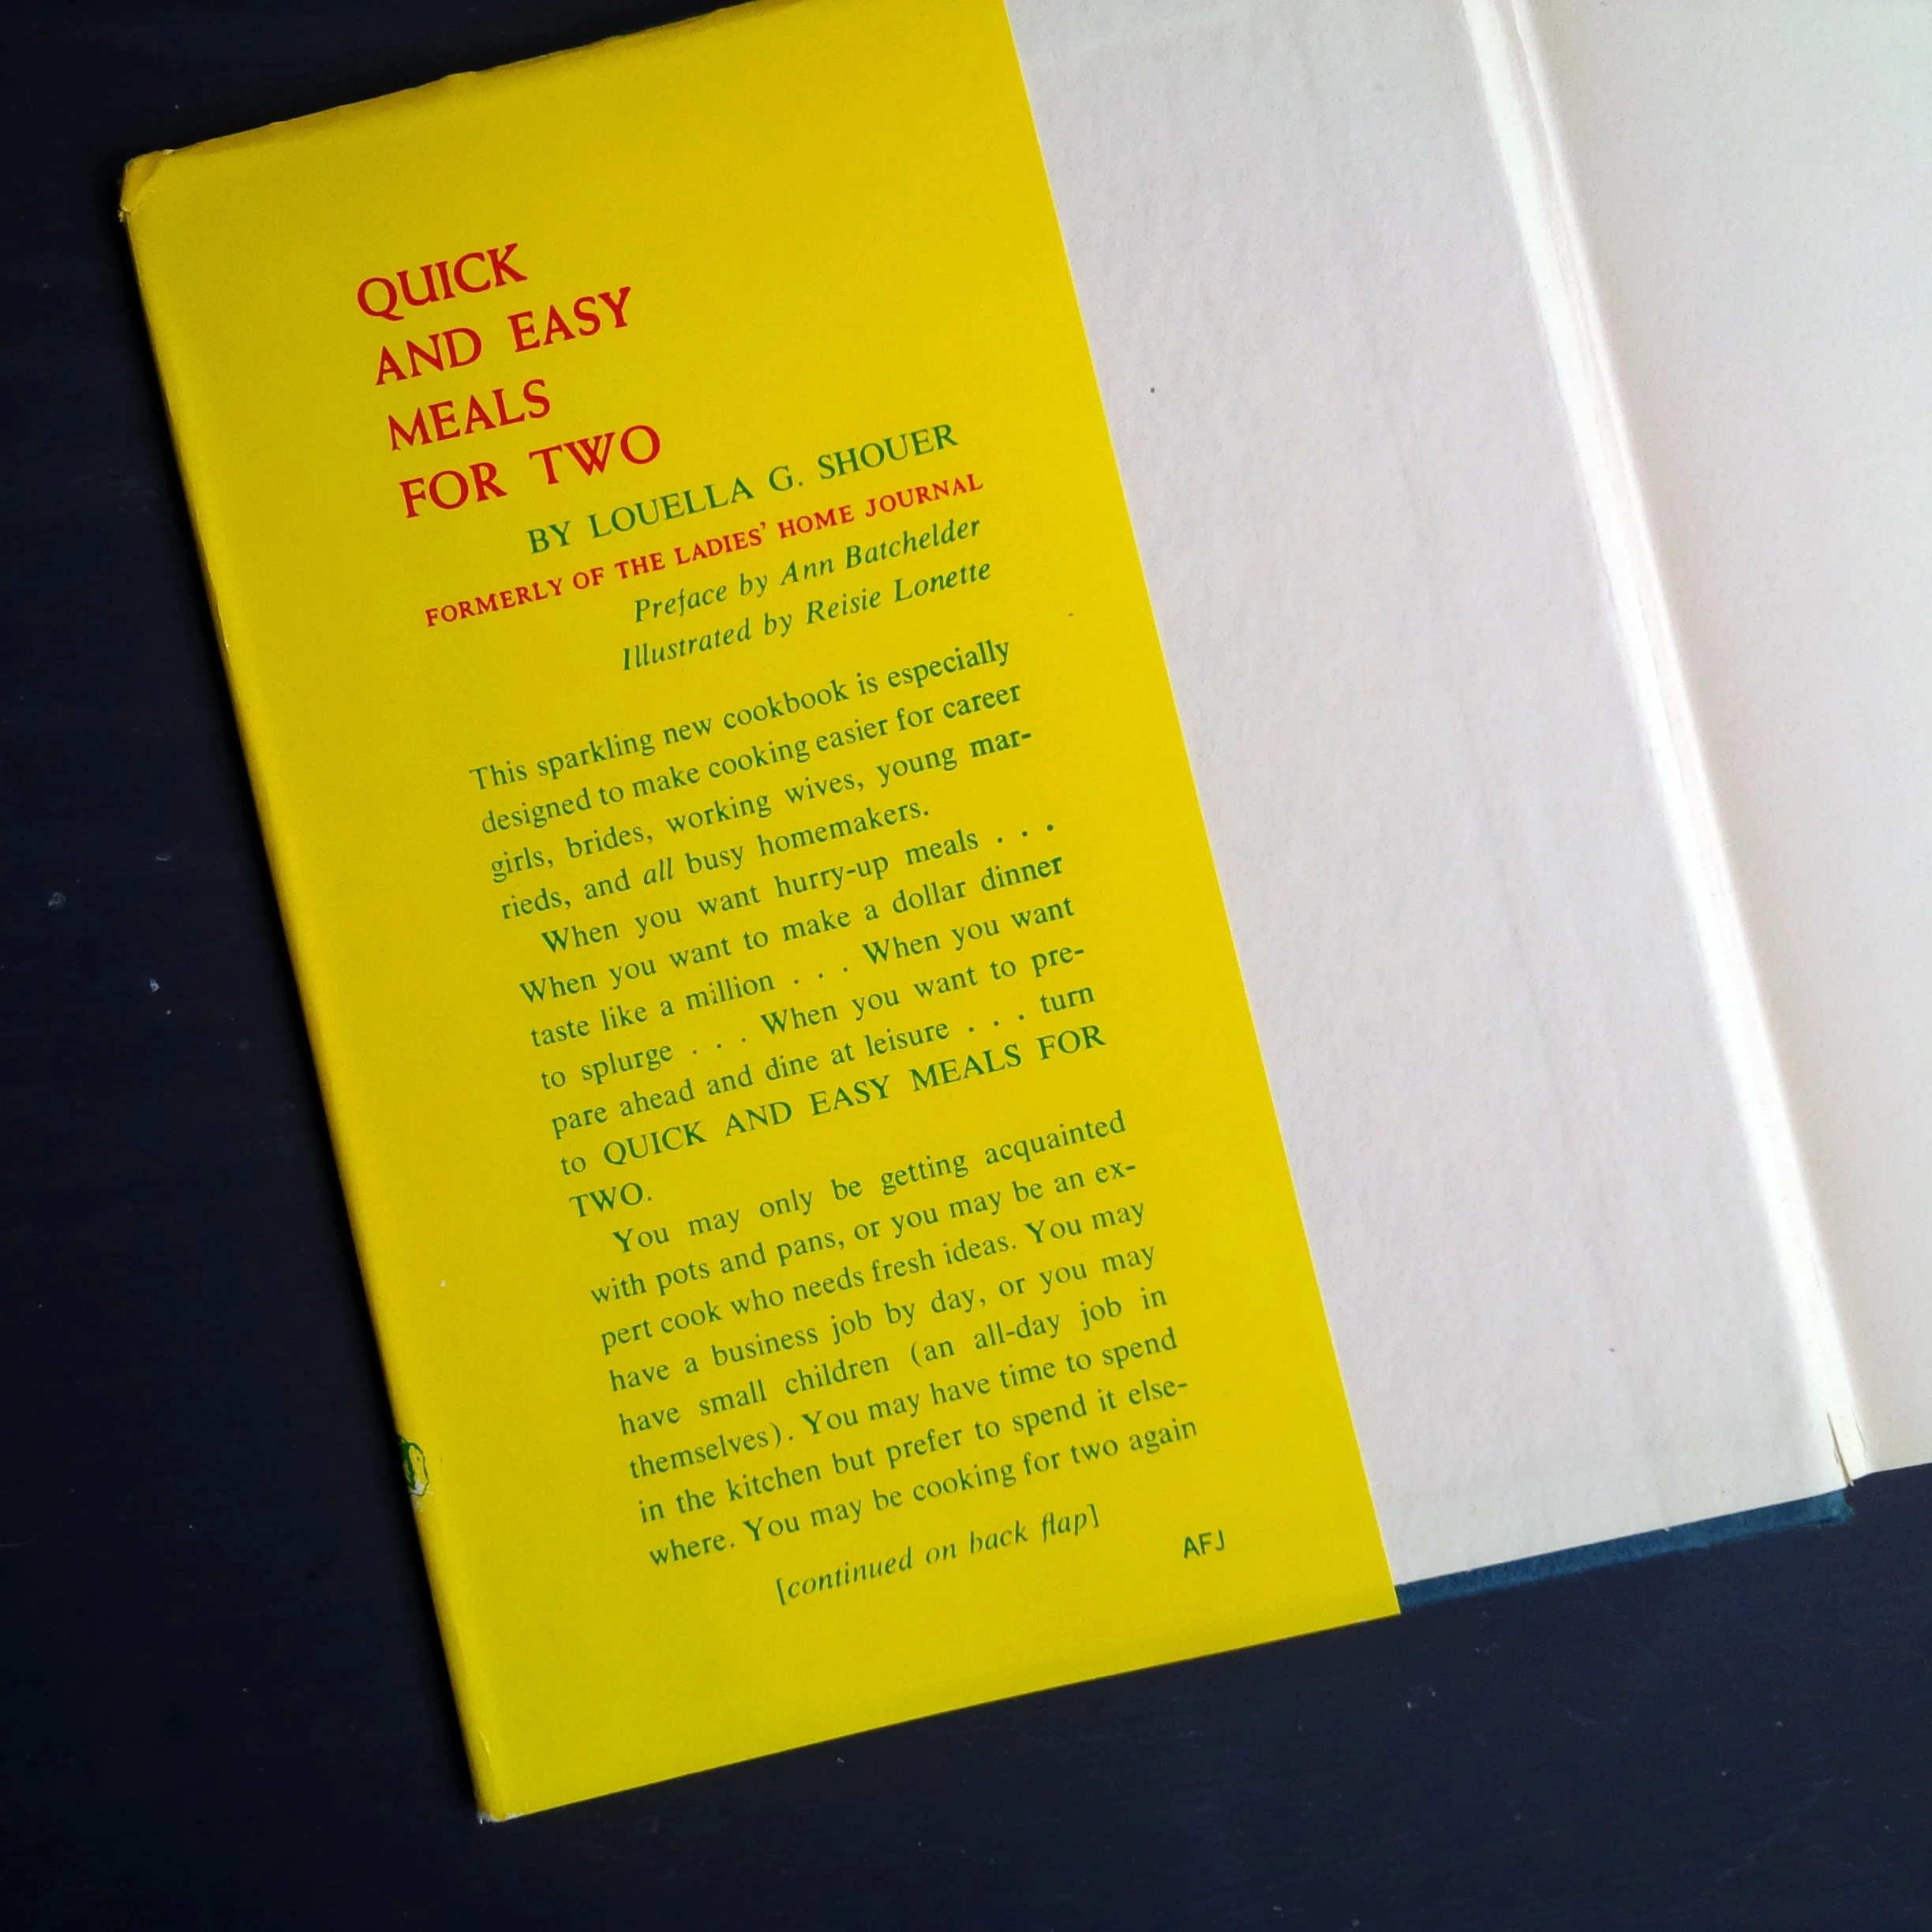 QUICK
AND EASY
MEALS
FOR TWO
BY LOUELLA G. SHOUER
FORMERLY OF THE LADIES' HOME JOURNAL
Preface by Ann Batchelder
Illustrated by Reisie Lonette
This sparkling new cookbook is especially
designed to make cooking easier for career
girls, brides, working wives, young mar-
rieds, and all busy homemakers.
When you want hurry-up meals . . .
When you want to make a dollar dinner
taste like a million . . . When you want
to splurge . . . When you want to pre-
pare ahead and dine at leisure . . . turn
to QUICK AND EASY MEALS FOR
TWO.
You may only be getting acquainted
with pots and pans, or you may be an ex-
pert cook who needs fresh ideas. You may
have a business job by day, or you may
have small children (an all-day job in
themselves). You may have time to spend
in the kitchen but prefer to spend it else-
where. You may be cooking for two again
[continued on back flap]
AFJ